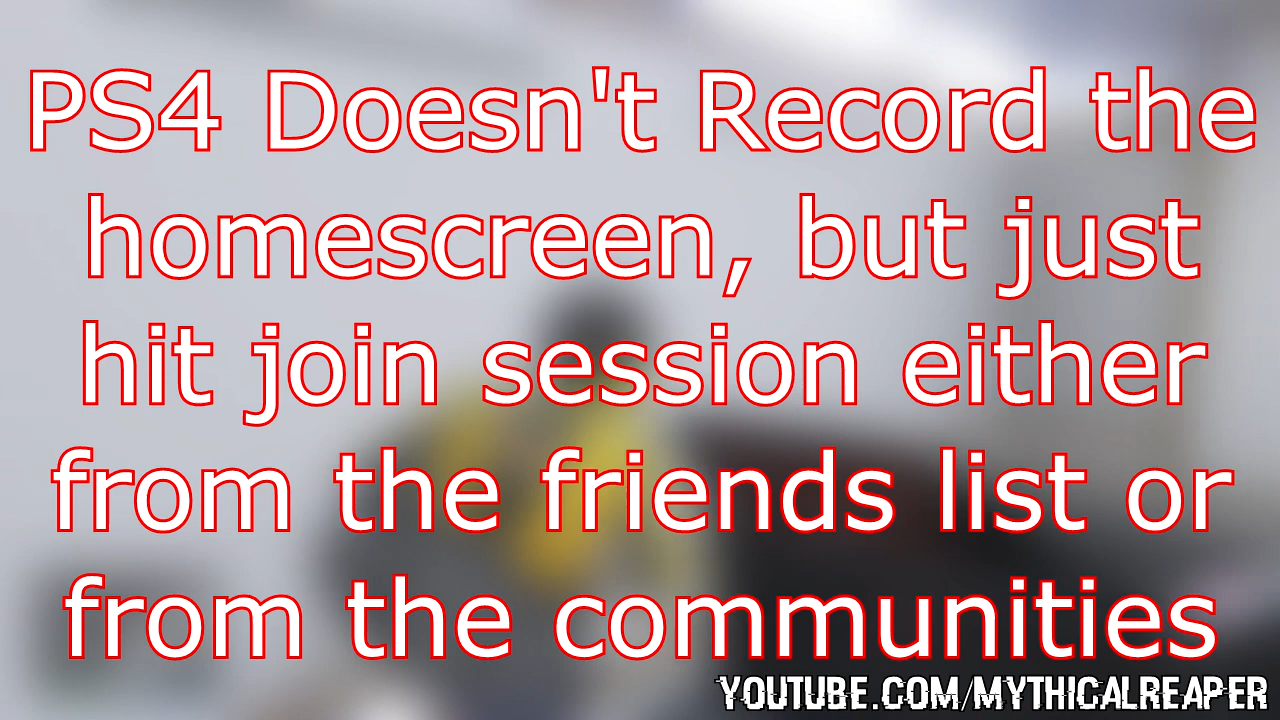 PS4 Doesn't Record the
homescreen, but just
hit join session either
from the friends list or
from the communities
YOUTUBE.COM/MYTHICALREAPER